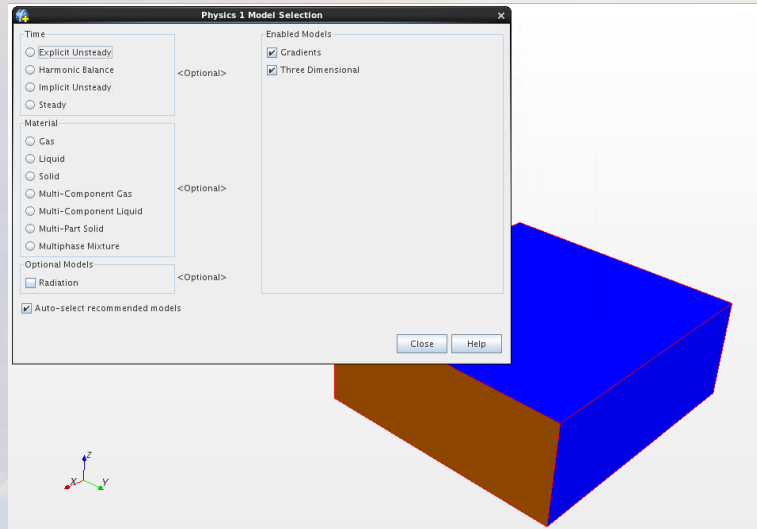 Physics 1 Model Selection
Time
Explicit Unsteady
Harmonic Balance
Implicit Unsteady
Steady
<Optional>
Material
Gas
Liquid
Solid
Multi-Component Gas
Multi-Component Liquid
Multi-Part Solid
Multiphase Mixture
<Optional>
Optional Models
Radiation
<Optional>
Auto-select recommended models
Enabled Models
Gradients
Three Dimensional
Close Help
Z
X Y